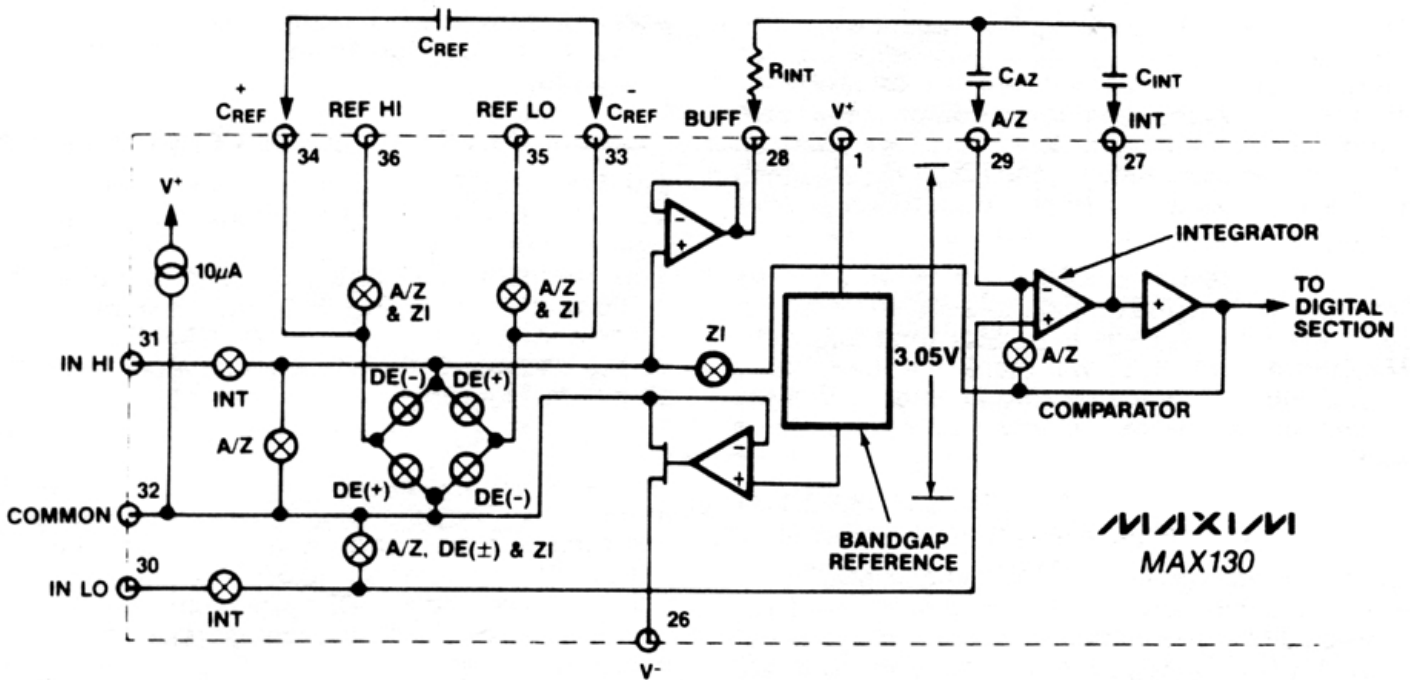 CREF
RINT
CAZ
CINT
+
CREF
REF HI
REF LO
-
CREF
BUFF
V+
A/Z
INT
34
36
35
33
28
1
29
27
V+
10μA
A/Z
& ZI
A/Z
& ZI
-
+
INTEGRATOR
-
+
+
TO
DIGITAL
SECTION
31
IN HI
INT
ZI
3.05V
A/Z
DE(-)
DE(+)
COMPARATOR
A/Z
-
+
DE(+)
DE(-)
32
COMMON
A/Z, DE(±) & ZI
BANDGAP
REFERENCE
MAXIM
MAX130
30
IN LO
INT
26
V-